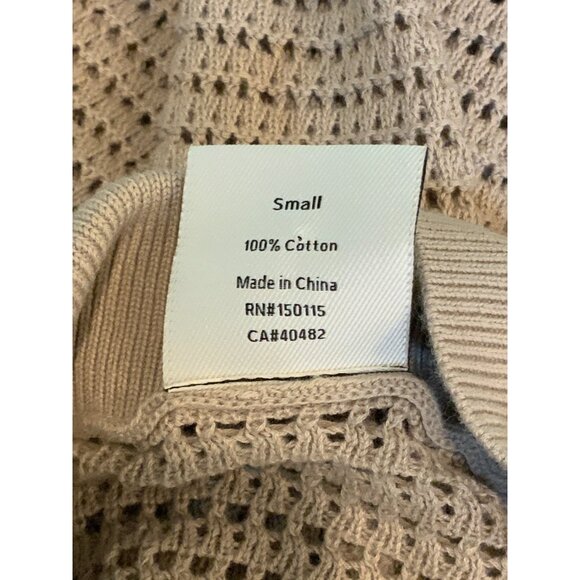 Small
100% Cotton
Made in China
RN#150115
CA#40482